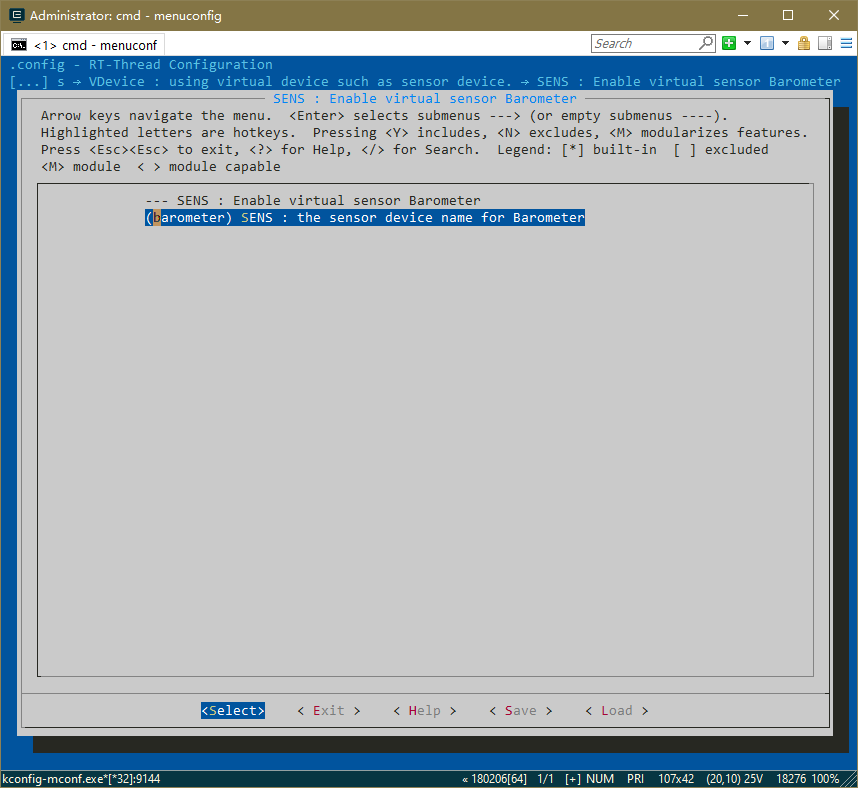 Administrator: cmd - menuconfig
<1> cmd - menuconf
Search
.config - RT-Thread Configuration
[...] s → VDevice : using virtual device such as sensor device. → SENS : Enable virtual sensor Barometer
SENS : Enable virtual sensor Barometer
Arrow keys navigate the menu.  <Enter> selects submenus ---> (or empty submenus ----).
Highlighted letters are hotkeys.  Pressing <Y> includes, <N> excludes, <M> modularizes features.
Press <Esc><Esc> to exit, <?> for Help, </> for Search.  Legend: [*] built-in  [ ] excluded
<M> module  < > module capable
--- SENS : Enable virtual sensor Barometer
(barometer) SENS : the sensor device name for Barometer
<Select>    < Exit >    < Help >    < Save >    < Load >
kconfig-mconf.exe*[*32]:9144    « 180206[64]  1/1  [+] NUM  PRI  107x42  (20,10) 25V  18276 100%